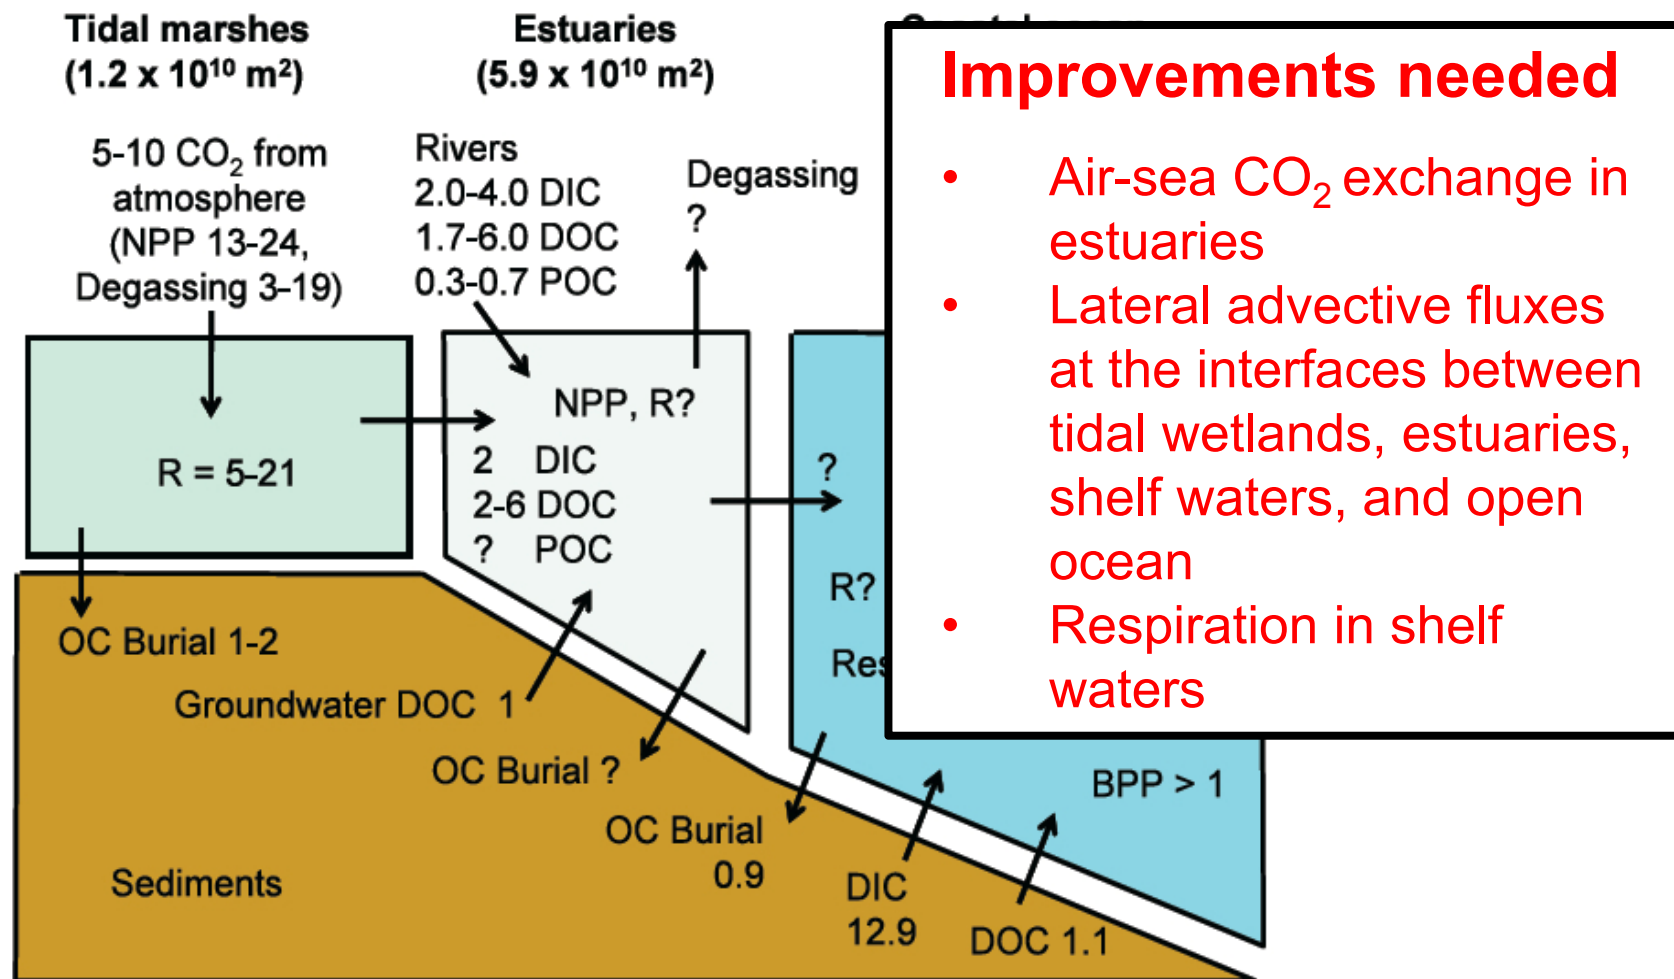 Tidal marshes
(1.2 x 10¹⁰ m²)
Estuaries
(5.9 x 10¹⁰ m²)
5-10 CO₂ from
atmosphere
(NPP 13-24,
Degassing 3-19)
Rivers
2.0-4.0 DIC
1.7-6.0 DOC
0.3-0.7 POC
Degassing
?
NPP, R?
R = 5-21
2 DIC
2-6 DOC
? POC
?
R?
OC Burial 1-2
Groundwater DOC 1
OC Burial ?
OC Burial
0.9
DIC
12.9
DOC 1.1
BPP > 1
Sediments
Improvements needed
• Air-sea CO₂ exchange in
estuaries
• Lateral advective fluxes
at the interfaces between
tidal wetlands, estuaries,
shelf waters, and open
ocean
• Respiration in shelf
waters